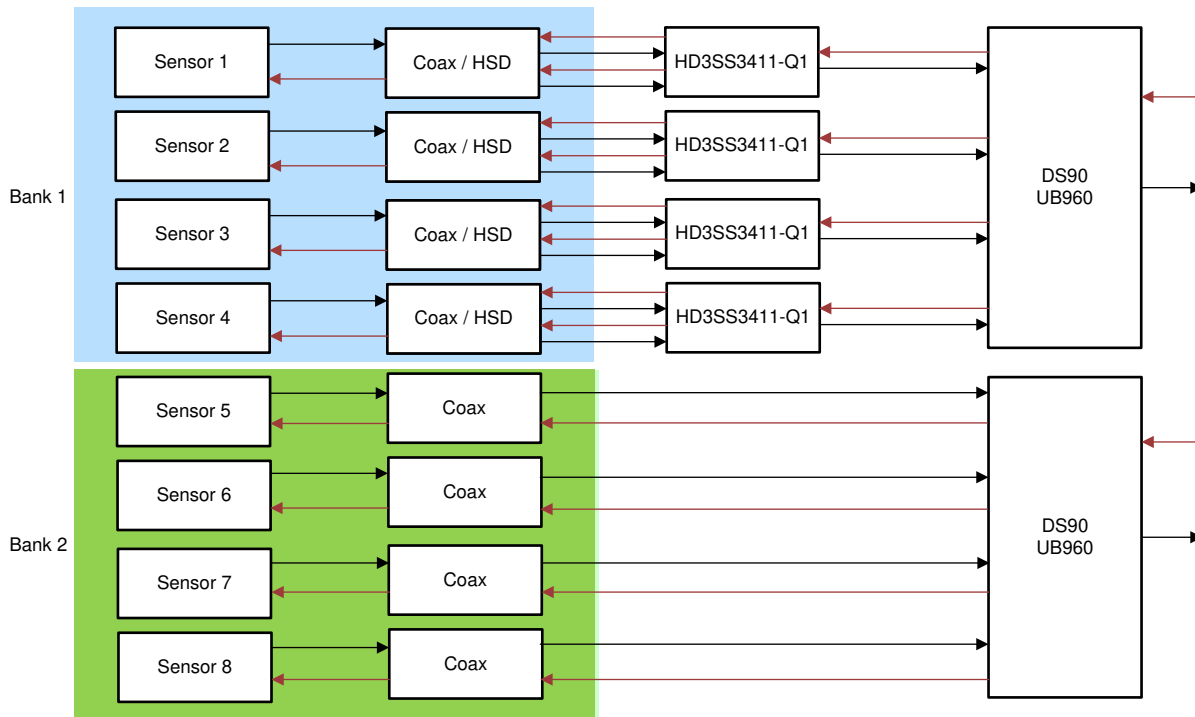 Bank 1
Sensor 1
Coax / HSD
HD3SS3411-Q1
Sensor 2
Coax / HSD
HD3SS3411-Q1
Sensor 3
Coax / HSD
HD3SS3411-Q1
Sensor 4
Coax / HSD
HD3SS3411-Q1
DS90
UB960
Bank 2
Sensor 5
Coax
Sensor 6
Coax
Sensor 7
Coax
Sensor 8
Coax
DS90
UB960